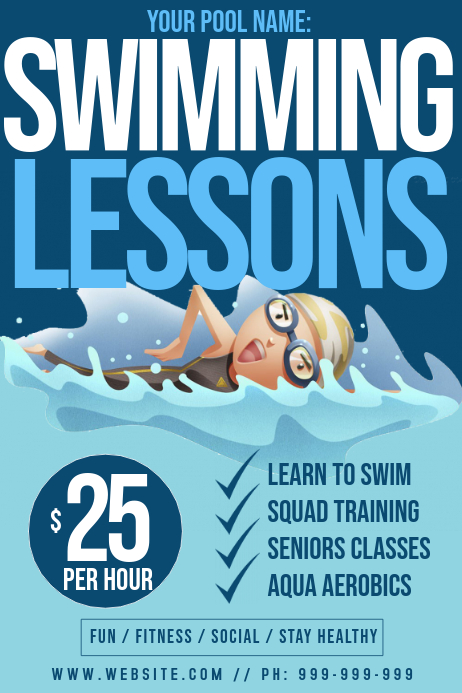 YOUR POOL NAME:
SWIMMING
LESSONS
$25
PER HOUR
LEARN TO SWIM
SQUAD TRAINING
SENIORS CLASSES
AQUA AEROBICS
FUN / FITNESS / SOCIAL / STAY HEALTHY
WWW.WEBSITE.COM // PH: 999-999-999